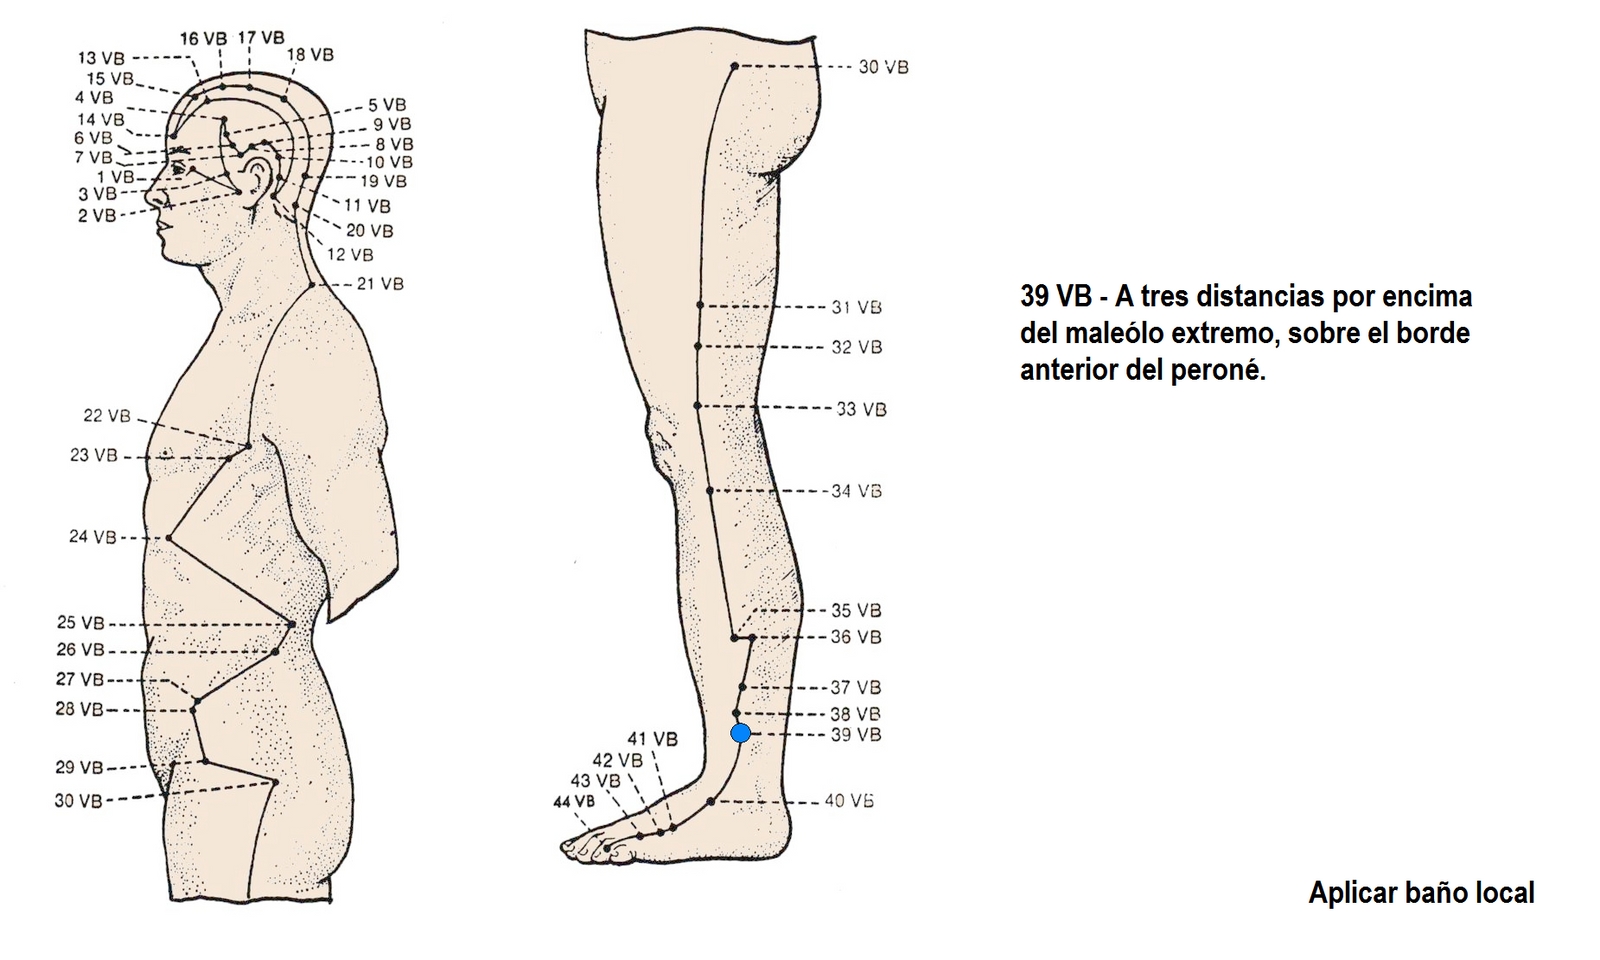 16 VB
17 VB
13 VB
18 VB
15 VB
4 VB
5 VB
14 VB
9 VB
6 VB
8 VB
7 VB
10 VB
1 VB
19 VB
3 VB
11 VB
2 VB
20 VB
12 VB
21 VB
22 VB
23 VB
24 VB
25 VB
26 VB
27 VB
28 VB
29 VB
30 VB
30 VB
31 VB
32 VB
33 VB
34 VB
35 VB
36 VB
37 VB
38 VB
39 VB
41 VB
42 VB
43 VB
44 VB
40 VB
39 VB - A tres distancias por encima
del maleólo extremo, sobre el borde
anterior del peroné.
Aplicar baño local